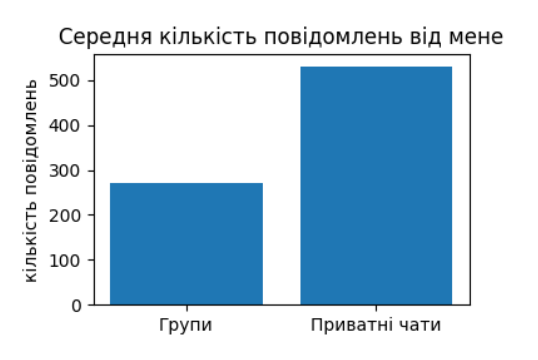 Середня кількість повідомлень від мене
кількість повідомлень
500
400
300
200
100
0
Групи
Приватні чати